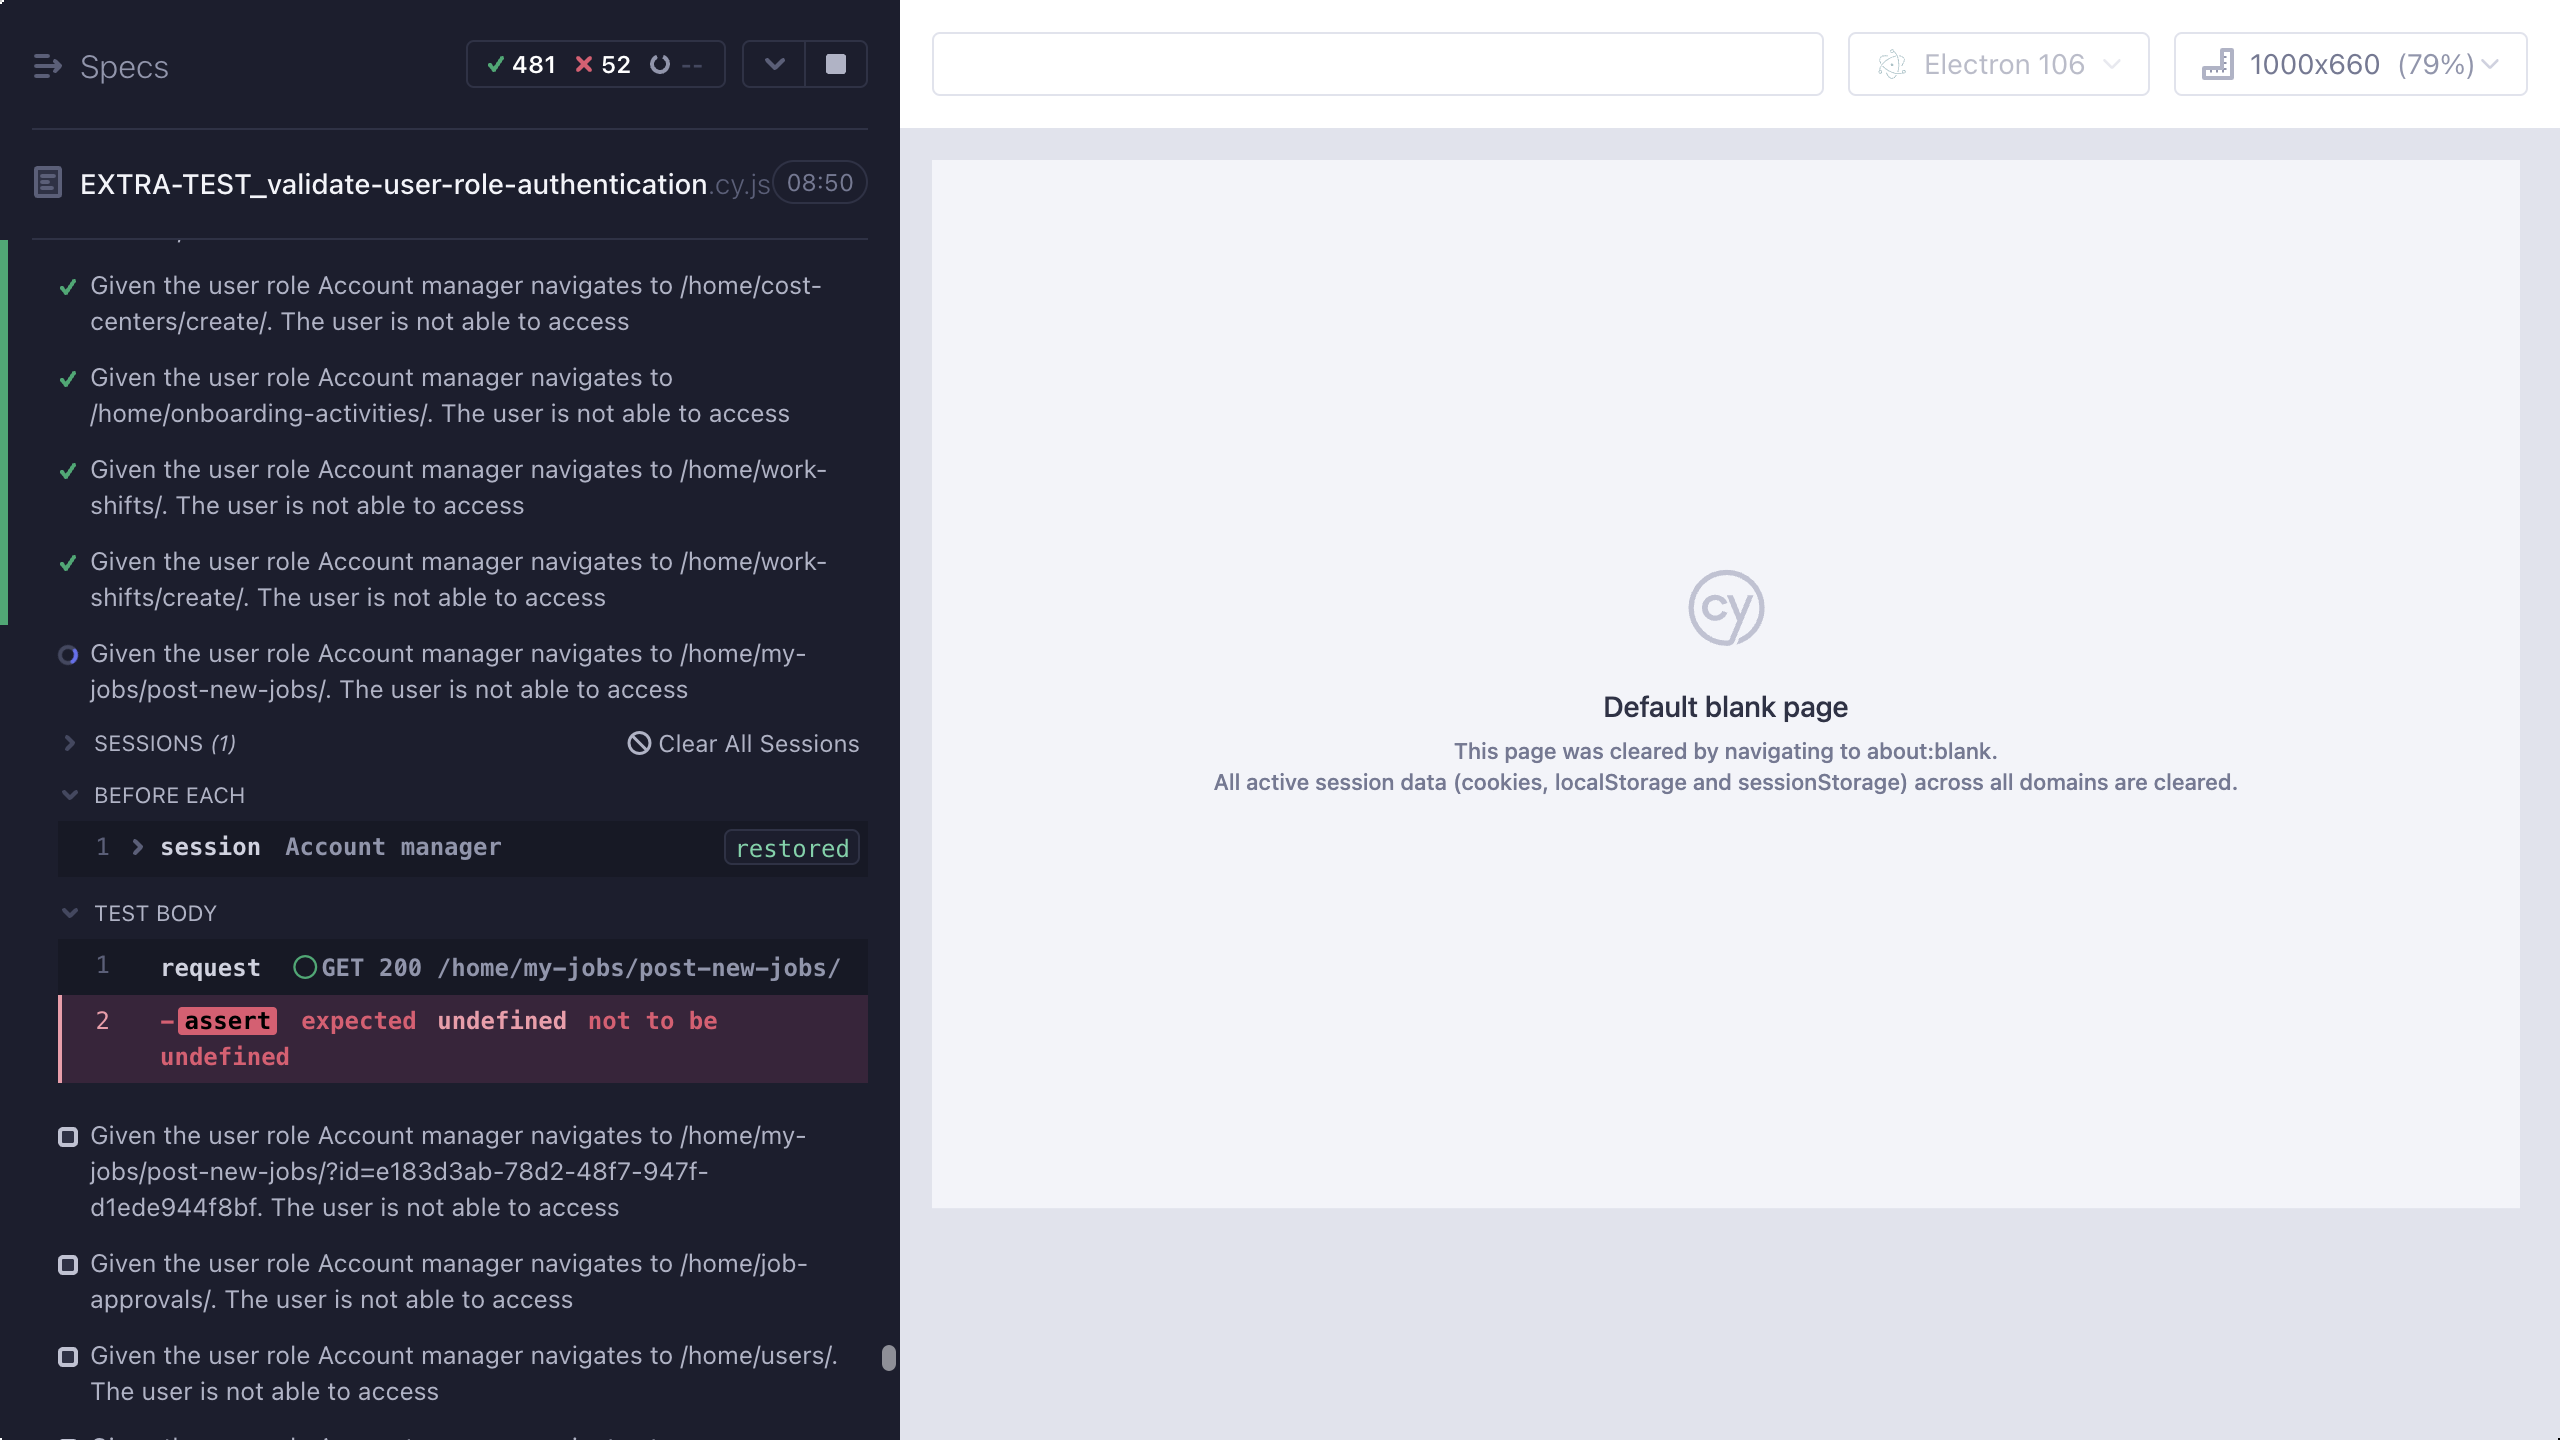 Specs
481 52 --
EXTRA-TEST_validate-user-role-authentication.cy.js 08:50
Given the user role Account manager navigates to /home/cost-
centers/create/. The user is not able to access
Given the user role Account manager navigates to
/home/onboarding-activities/. The user is not able to access
Given the user role Account manager navigates to /home/work-
shifts/. The user is not able to access
Given the user role Account manager navigates to /home/work-
shifts/create/. The user is not able to access
Given the user role Account manager navigates to /home/my-
jobs/post-new-jobs/. The user is not able to access
SESSIONS (1) Clear All Sessions
BEFORE EACH
1 session Account manager restored
TEST BODY
1 request GET 200 /home/my-jobs/post-new-jobs/
2 -assert expected undefined not to be
undefined
Given the user role Account manager navigates to /home/my-
jobs/post-new-jobs/?id=e183d3ab-78d2-48f7-947f-
d1ede944f8bf. The user is not able to access
Given the user role Account manager navigates to /home/job-
approvals/. The user is not able to access
Given the user role Account manager navigates to /home/users/.
The user is not able to access
Electron 106
1000x660 (79%)
cy
Default blank page
This page was cleared by navigating to about:blank.
All active session data (cookies, localStorage and sessionStorage) across all domains are cleared.